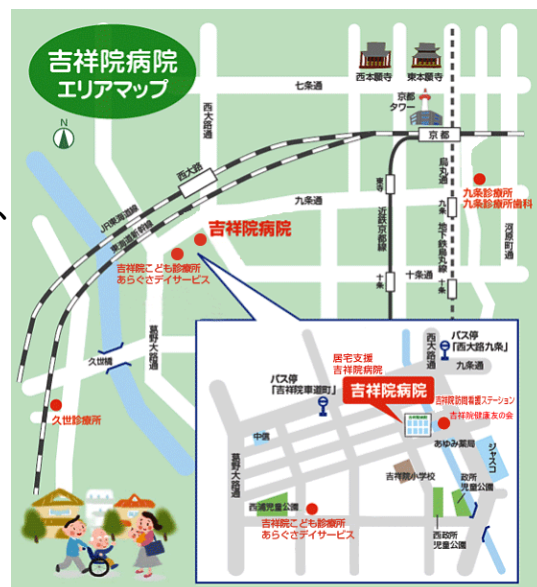 吉祥院病院
エリアマップ
N
西大路通
西本願寺
東本願寺
七条通
京都
タワー
京都
西大路
JR東海道線
東海道新幹線
九条通
東寺
近鉄京都線
十条
烏丸通
九条
地下鉄烏丸線
十条
九条診療所
九条診療所歯科
河原町通
十条通
吉祥院病院
吉祥院こども診療所
あらぐさデイサービス
葛野大路通
久世橋
久世診療所
バス停
「西大路九条」
西大路通
九条通
居宅支援
吉祥院病院
バス停
「吉祥院車道町」
吉祥院病院
吉祥院訪問看護ステーション
吉祥院健康友の会
あゆみ薬局
中信
葛野大路通
吉祥院小学校
ジャスコ
政所
児童公園
西政所
児童公園
西浦児童公園
吉祥院こども診療所
あらぐさデイサービス